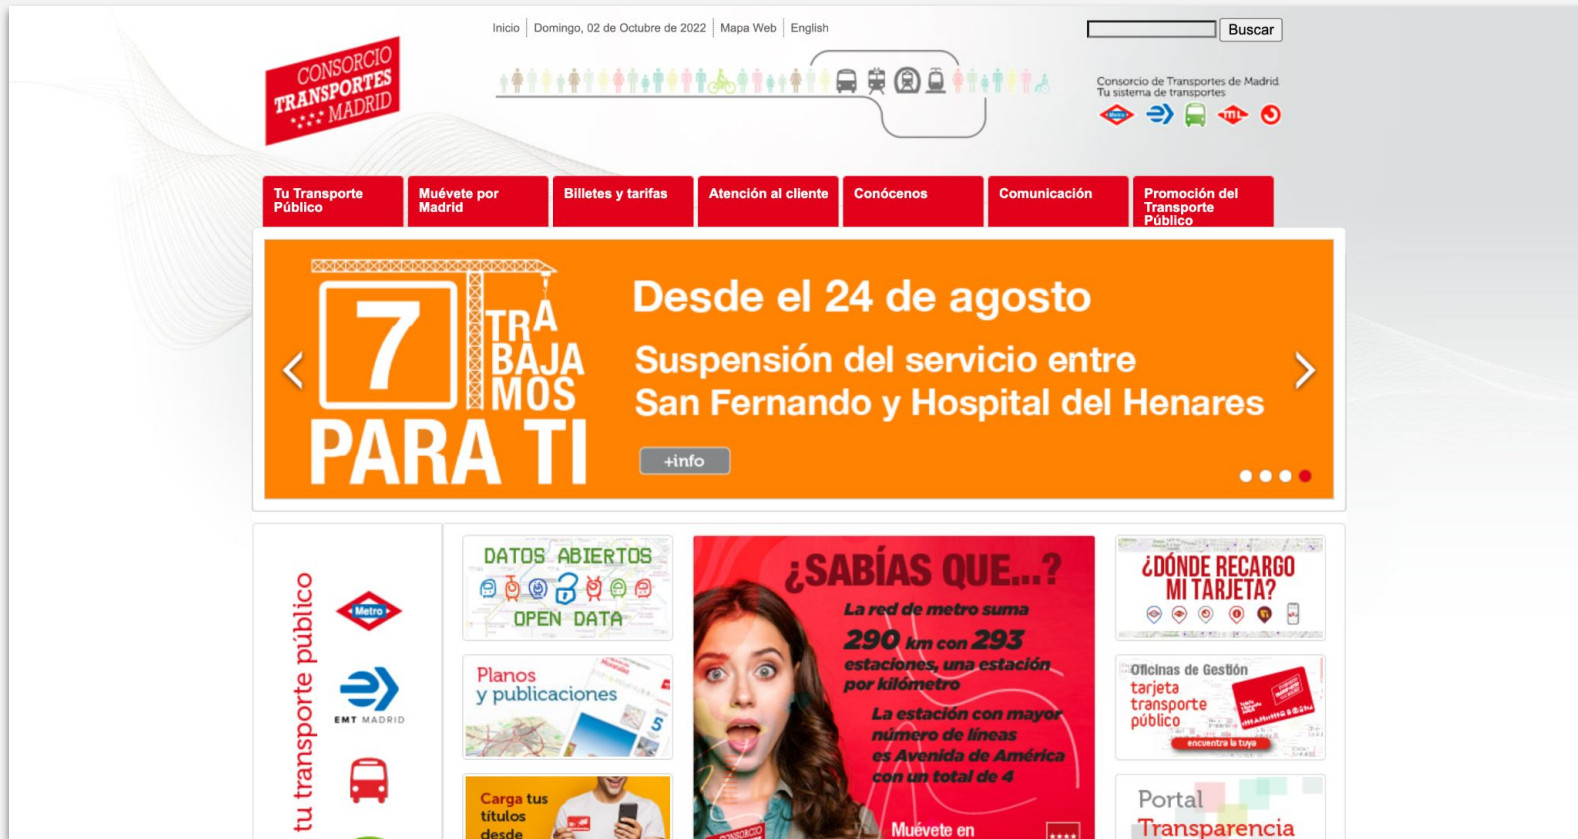 Inicio
Domingo, 02 de Octubre de 2022
Mapa Web
English
Buscar
CONSORCIO
TRANSPORTES
MADRID
Consorcio de Transportes de Madrid.
Tu sistema de transportes
Metro
mL
Tu Transporte
Público
Muévete por
Madrid
Billetes y tarifas
Atención al cliente
Conócenos
Comunicación
Promoción del
Transporte
Público
7
TRA
BAJA
MOS
PARA TI
Desde el 24 de agosto
Suspensión del servicio entre
San Fernando y Hospital del Henares
+info
tu transporte público
Metro
EMT MADRID
DATOS ABIERTOS
OPEN DATA
Planos
y publicaciones
5
Carga tus
títulos
desde
¿SABÍAS QUE...?
La red de metro suma
290 km con 293
estaciones, una estación
por kilómetro
La estación con mayor
número de líneas
es Avenida de América
con un total de 4
CONSORCIO
Muévete en
¿DÓNDE RECARGO
MI TARJETA?
Oficinas de Gestión
tarjeta
transporte
público
encuentra la tuya
Portal
Transparencia